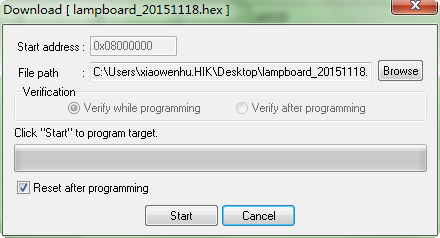 Download [ lampboard_20151118.hex ]
Start address : 0x08000000
File path : C:\Users\xiaowenhu.HIK\Desktop\lampboard_20151118. Browse
Verification
Verify while programming Verify after programming
Click "Start" to program target.
Reset after programming
Start Cancel